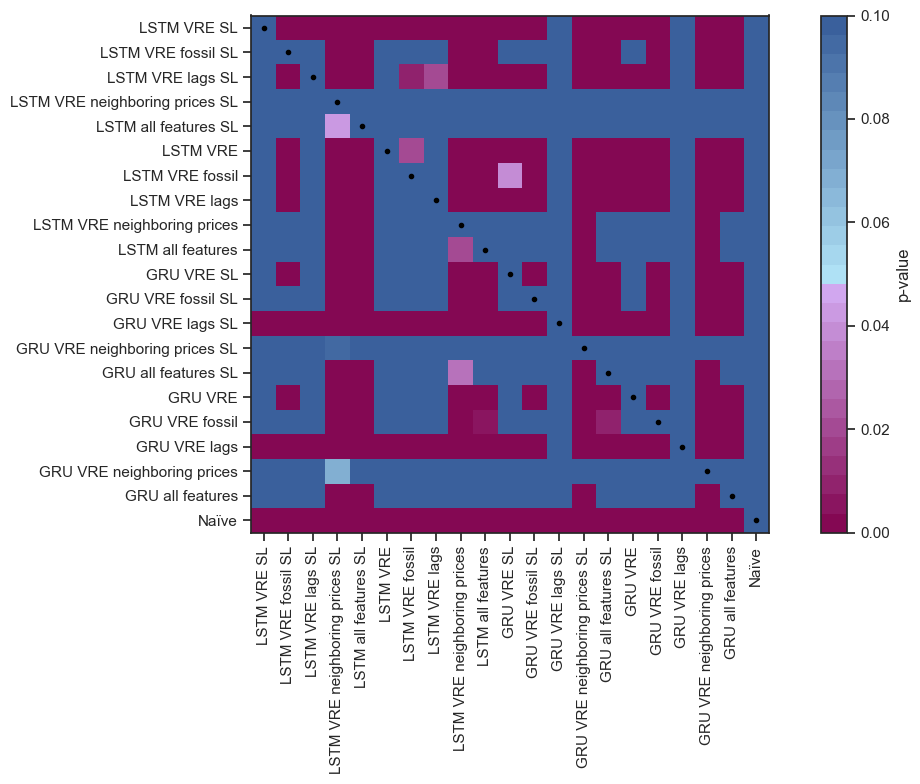 LSTM VRE SL
LSTM VRE fossil SL
LSTM VRE lags SL
LSTM VRE neighboring prices SL
LSTM all features SL
LSTM VRE
LSTM VRE fossil
LSTM VRE lags
LSTM VRE neighboring prices
LSTM all features
GRU VRE SL
GRU VRE fossil SL
GRU VRE lags SL
GRU VRE neighboring prices SL
GRU all features SL
GRU VRE
GRU VRE fossil
GRU VRE lags
GRU VRE neighboring prices
GRU all features
Naïve
LSTM VRE SL
LSTM VRE fossil SL
LSTM VRE lags SL
LSTM VRE neighboring prices SL
LSTM all features SL
LSTM VRE
LSTM VRE fossil
LSTM VRE lags
LSTM VRE neighboring prices
LSTM all features
GRU VRE SL
GRU VRE fossil SL
GRU VRE lags SL
GRU VRE neighboring prices SL
GRU all features SL
GRU VRE
GRU VRE fossil
GRU VRE lags
GRU VRE neighboring prices
GRU all features
Naïve
0.10
0.08
0.06
0.04
0.02
0.00
p-value